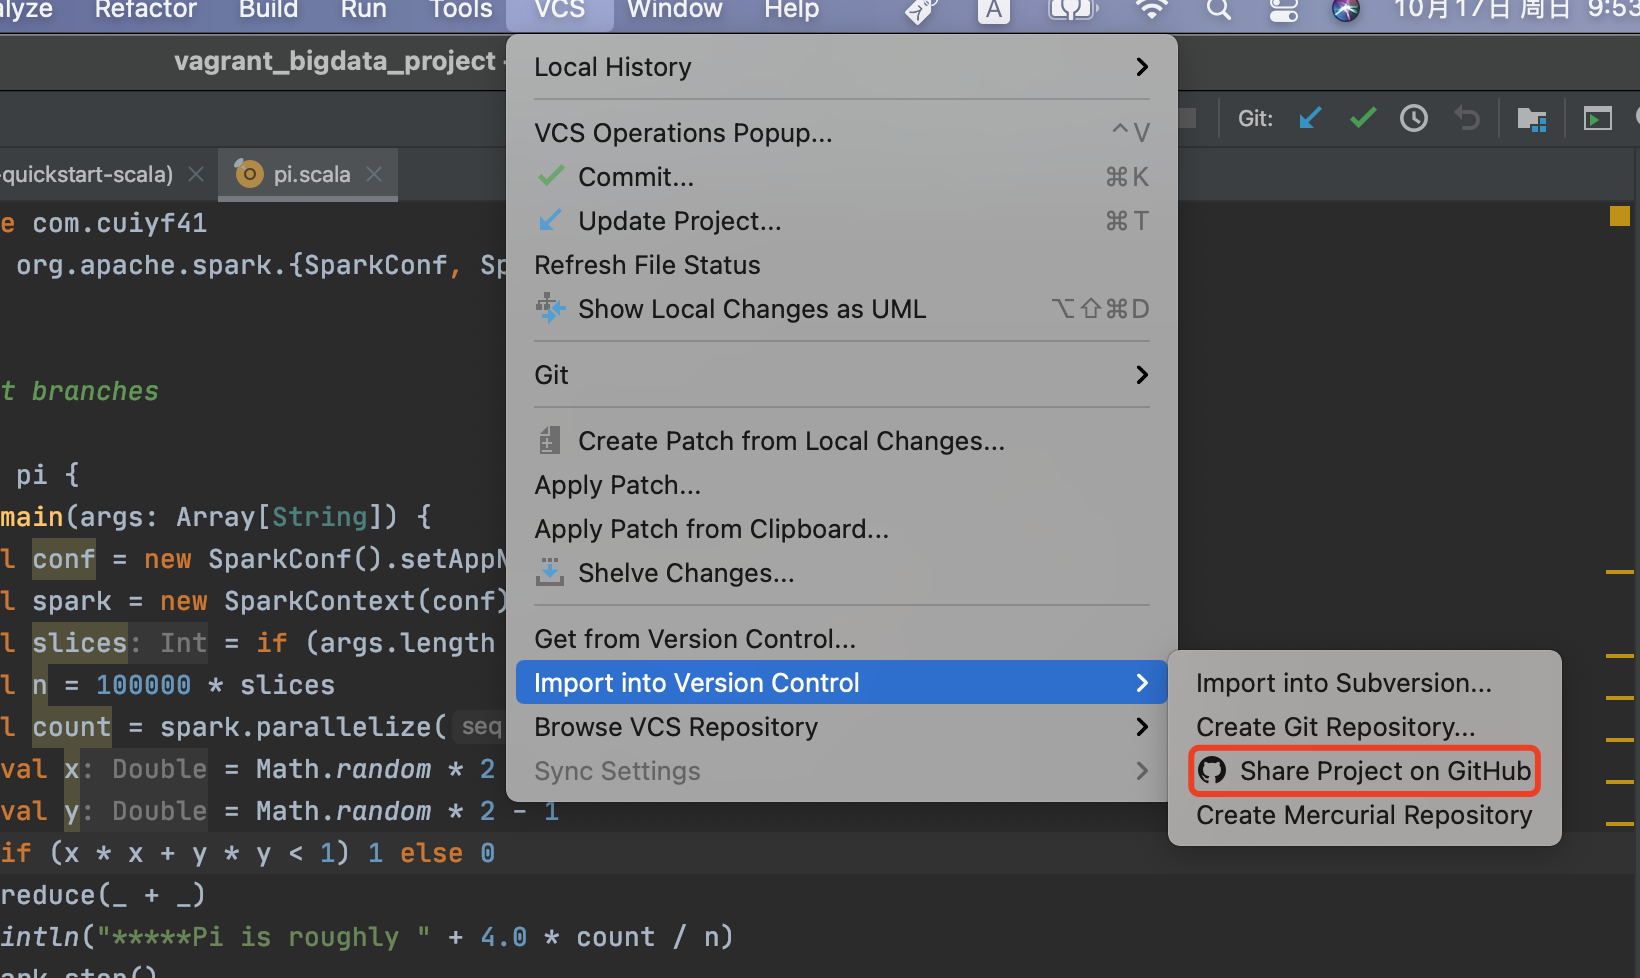 alyze Refactor Build Run Tools VCS Window Help A 10月17日 周日 9:53
vagrant_bigdata_project -
Git:
-quickstart-scala) pi.scala
e com.cuiyf41
org.apache.spark.{SparkConf, Sp
t branches
pi {
main(args: Array[String]) {
l conf = new SparkConf().setAppN
l spark = new SparkContext(conf)
l slices: Int = if (args.length
l n = 100000 * slices
l count = spark.parallelize( seq
val x: Double = Math.random * 2
val y: Double = Math.random * 2 - 1
if (x * x + y * y < 1) 1 else 0
reduce(_ + _)
intln("*****Pi is roughly " + 4.0 * count / n)
ark.stop()
Local History
VCS Operations Popup... ^V
Commit... ⌘K
Update Project... ⌘T
Refresh File Status
Show Local Changes as UML ⌥⇧⌘D
Git
Create Patch from Local Changes...
Apply Patch...
Apply Patch from Clipboard...
Shelve Changes...
Get from Version Control...
Import into Version Control
Browse VCS Repository
Sync Settings
Import into Subversion...
Create Git Repository...
Share Project on GitHub
Create Mercurial Repository